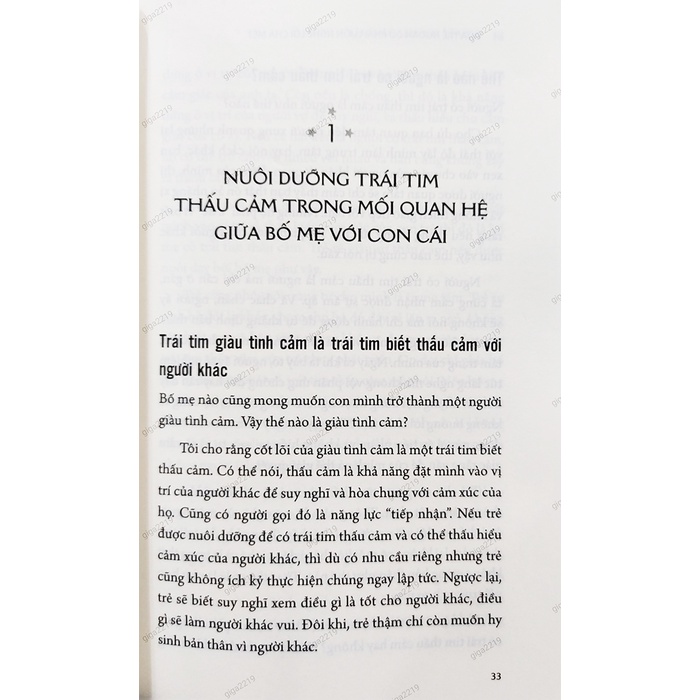 1
NUÔI DƯỠNG TRÁI TIM
THẤU CẢM TRONG MỐI QUAN HỆ
GIỮA BỐ MẸ VỚI CON CÁI
Trái tim giàu tình cảm là trái tim biết thấu cảm với
người khác
Bố mẹ nào cũng mong muốn con mình trở thành một người
giàu tình cảm. Vậy thế nào là giàu tình cảm?
Tôi cho rằng cốt lõi của giàu tình cảm là một trái tim biết
thấu cảm. Có thể nói, thấu cảm là khả năng đặt mình vào vị
trí của người khác để suy nghĩ và hòa chung với cảm xúc của
họ. Cũng có người gọi đó là năng lực “tiếp nhận”. Nếu trẻ
được nuôi dưỡng để có trái tim thấu cảm và có thể thấu hiểu
cảm xúc của người khác, thì dù có nhu cầu riêng nhưng trẻ
cũng không ích kỷ thực hiện chúng ngay lập tức. Ngược lại,
trẻ sẽ biết suy nghĩ xem điều gì là tốt cho người khác, điều
gì sẽ làm người khác vui. Đôi khi, trẻ thậm chí còn muốn hy
sinh bản thân vì người khác.
33
giga2219